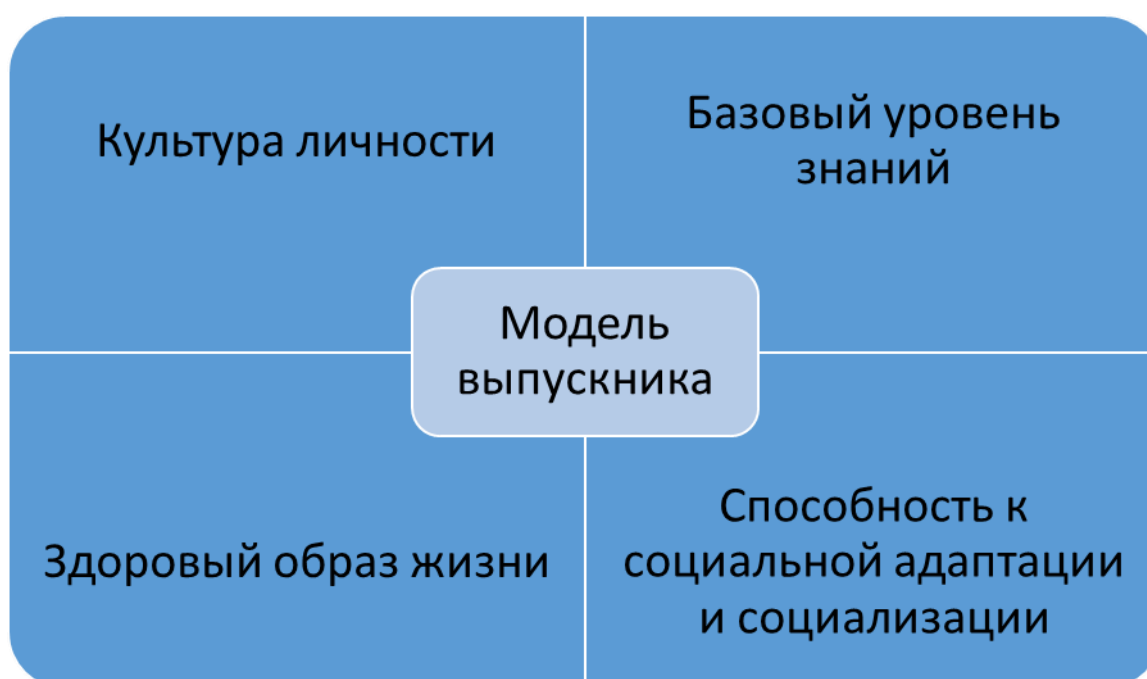 Культура личности
Базовый уровень
знаний
Модель
выпускника
Здоровый образ жизни
Способность к
социальной адаптации
и социализации